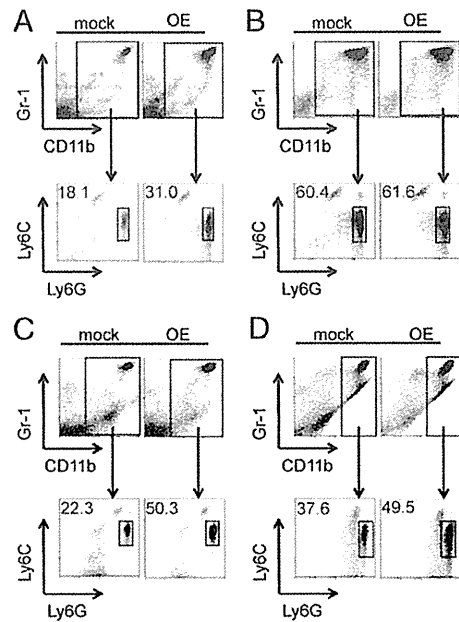 A
mock OE
Gr-1
CD11b
18.1 31.0
Ly6C
Ly6G
B
mock OE
Gr-1
CD11b
60.4 61.6
Ly6C
Ly6G
C
mock OE
Gr-1
CD11b
22.3 50.3
Ly6C
Ly6G
D
mock OE
Gr-1
CD11b
37.6 49.5
Ly6C
Ly6G